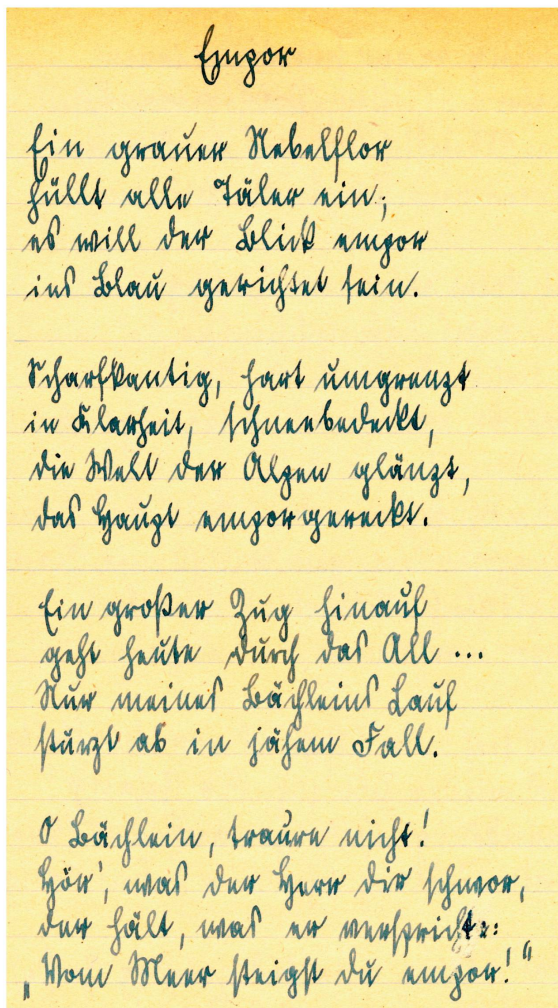 Empor
Ein grauer Nebelflor
hüllt alle Täler ein;
es will der Blick empor
ins Blau gerichtet sein.
Scharfkantig, hart umgrenzt
in Klarheit, schneebedeckt,
die Welt der Alpen glänzt,
das Haupt emporgereckt.
Ein großer Zug hinauf
geht heute durch das All ...
Nur meines Bächleins Lauf
stürzt ab in jähem Fall.
O Bächlein, traure nicht!
Hör', was der Herr dir schwor,
der hält, was er verspricht:
„Vom Meer steigst du empor!"